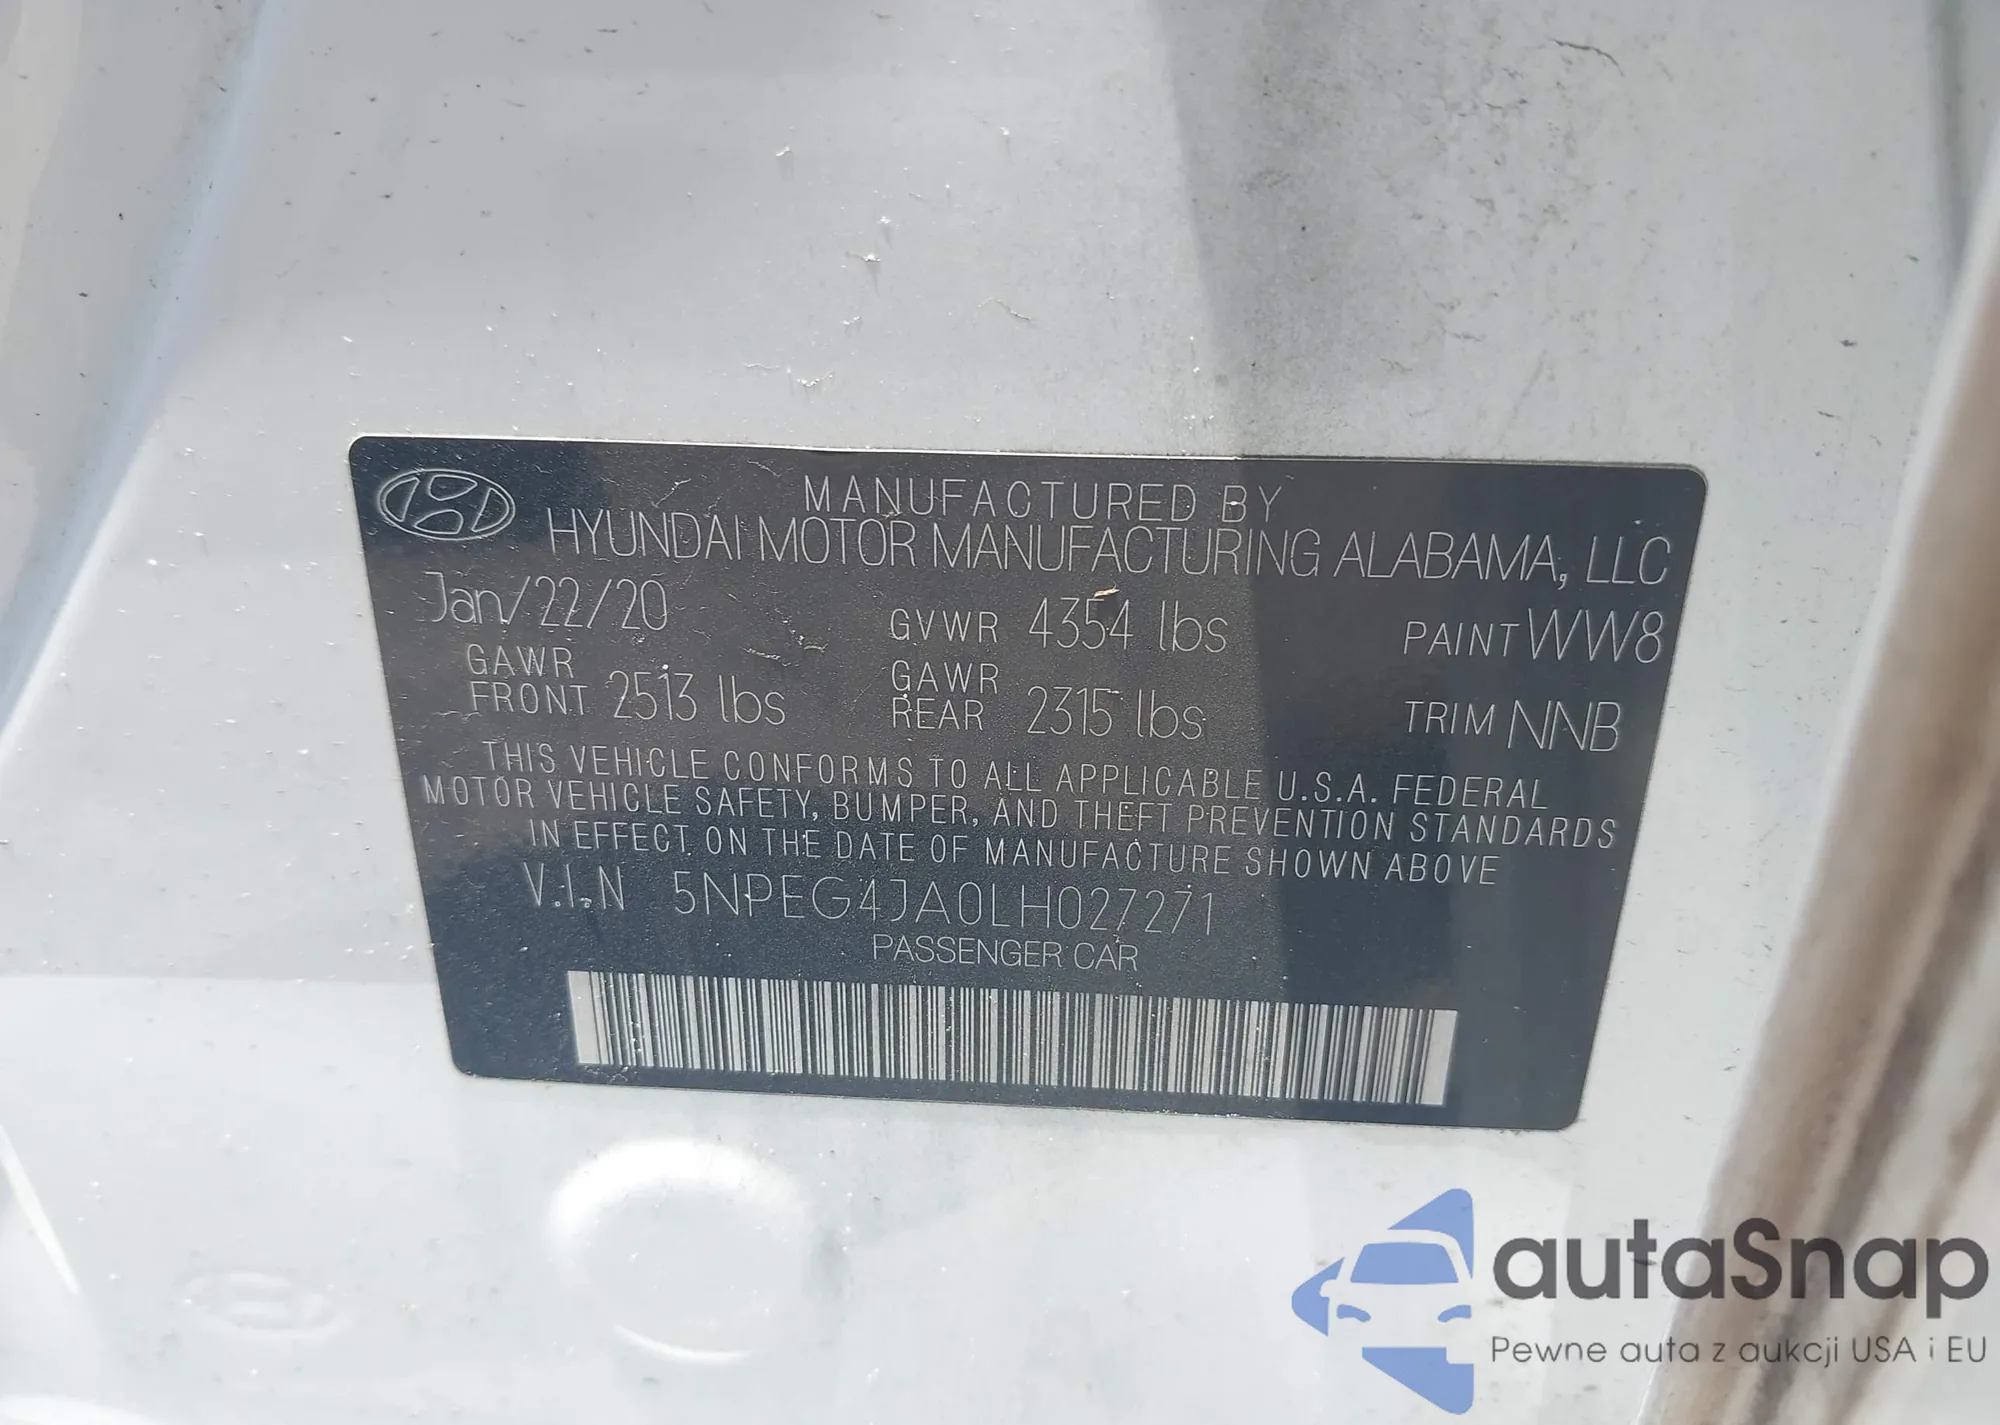 MANUFACTURED BY
HYUNDAI MOTOR MANUFACTURING ALABAMA, LLC
Jan/22/20 GVWR 4354 lbs PAINT WW8
GAWR FRONT 2513 lbs GAWR REAR 2315 lbs TRIM NNB
THIS VEHICLE CONFORMS TO ALL APPLICABLE U.S.A. FEDERAL
MOTOR VEHICLE SAFETY, BUMPER, AND THEFT PREVENTION STANDARDS
IN EFFECT ON THE DATE OF MANUFACTURE SHOWN ABOVE
V.I.N 5NPEG4JA0LH027271
PASSENGER CAR
autaSnap
Pewne auta z aukcji USA i EU